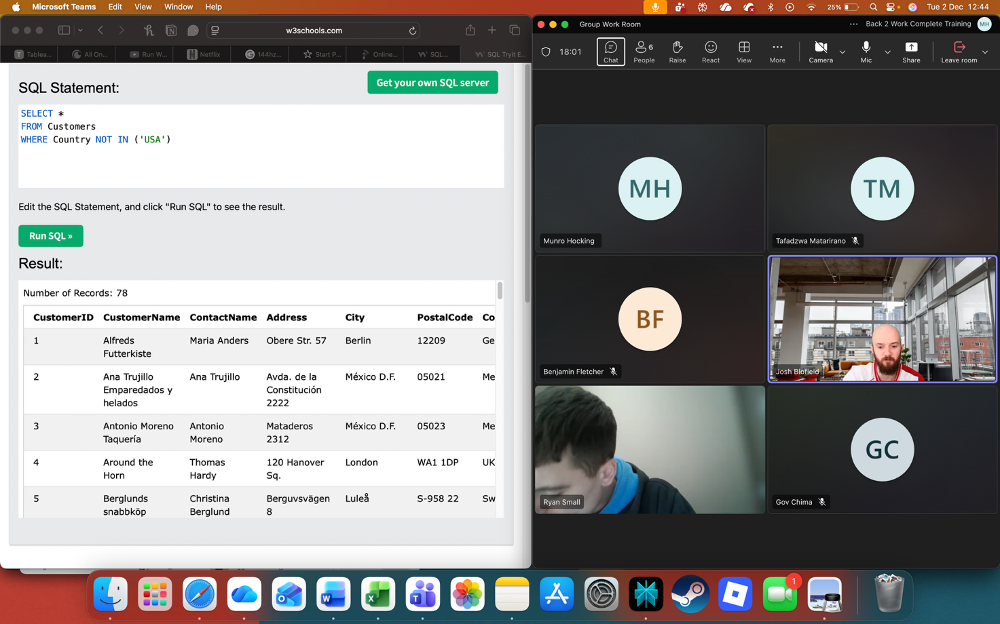 Microsoft Teams Edit View Window Help 25% Tue 2 Dec 12:44
w3schools.com
Tablea... All On... Run W... Netflix 144hz... Start P... Online... SQL... SQL Tryit E...
SQL Statement:
Get your own SQL server
SELECT *
FROM Customers
WHERE Country NOT IN ('USA')
Edit the SQL Statement, and click "Run SQL" to see the result.
Run SQL »
Result:
Number of Records: 78
CustomerID CustomerName ContactName Address City PostalCode Co
1 Alfreds Futterkiste Maria Anders Obere Str. 57 Berlin 12209 Ge
2 Ana Trujillo Emparedados y helados Ana Trujillo Avda. de la Constitución 2222 México D.F. 05021 Me
3 Antonio Moreno Taquería Antonio Moreno Mataderos 2312 México D.F. 05023 Me
4 Around the Horn Thomas Hardy 120 Hanover Sq. London WA1 1DP UK
5 Berglunds snabbköp Christina Berglund Berguvsvägen 8 Luleå S-958 22 Sw
Group Work Room
Back 2 Work Complete Training MH
18:01
Chat People 6 Raise React View More Camera Mic Share Leave room
MH
Munro Hocking
TM
Tafadzwa Matarirano
BF
Benjamin Fletcher
Josh Blofield
Ryan Small
GC
Gov Chima
O W X T 1